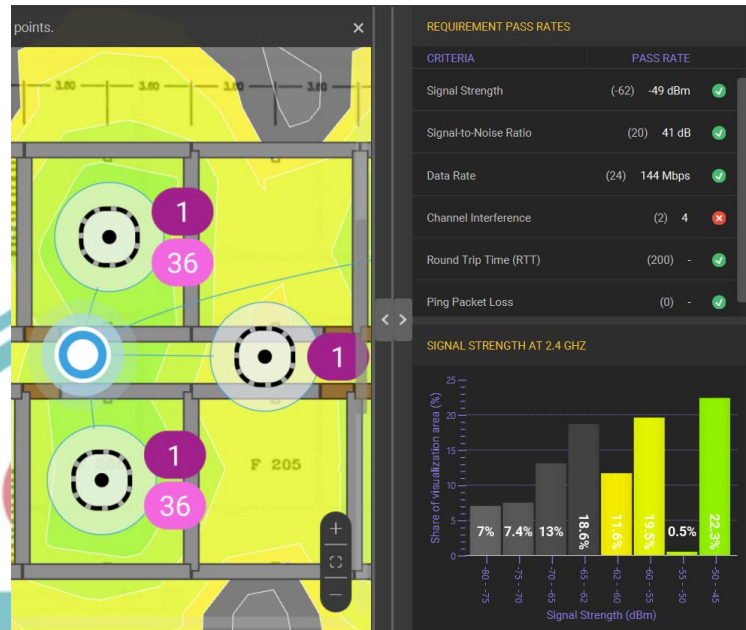 points.
3.80
3.80
3.80
3.80
1
36
1
1
36
F 205
REQUIREMENT PASS RATES
CRITERIA PASS RATE
Signal Strength (-62) -49 dBm
Signal-to-Noise Ratio (20) 41 dB
Data Rate (24) 144 Mbps
Channel Interference (2) 4
Round Trip Time (RTT) (200) -
Ping Packet Loss (0) -
SIGNAL STRENGTH AT 2.4 GHZ
Share of visualization area (%)
25
20
15
10
5
0
7% 7.4% 13% 18.6% 11.6% 19.5% 0.5% 22.3%
-80 - -75
-75 - -70
-70 - -65
-65 - -62
-62 - -60
-60 - -55
-55 - -50
-50 - -45
Signal Strength (dBm)